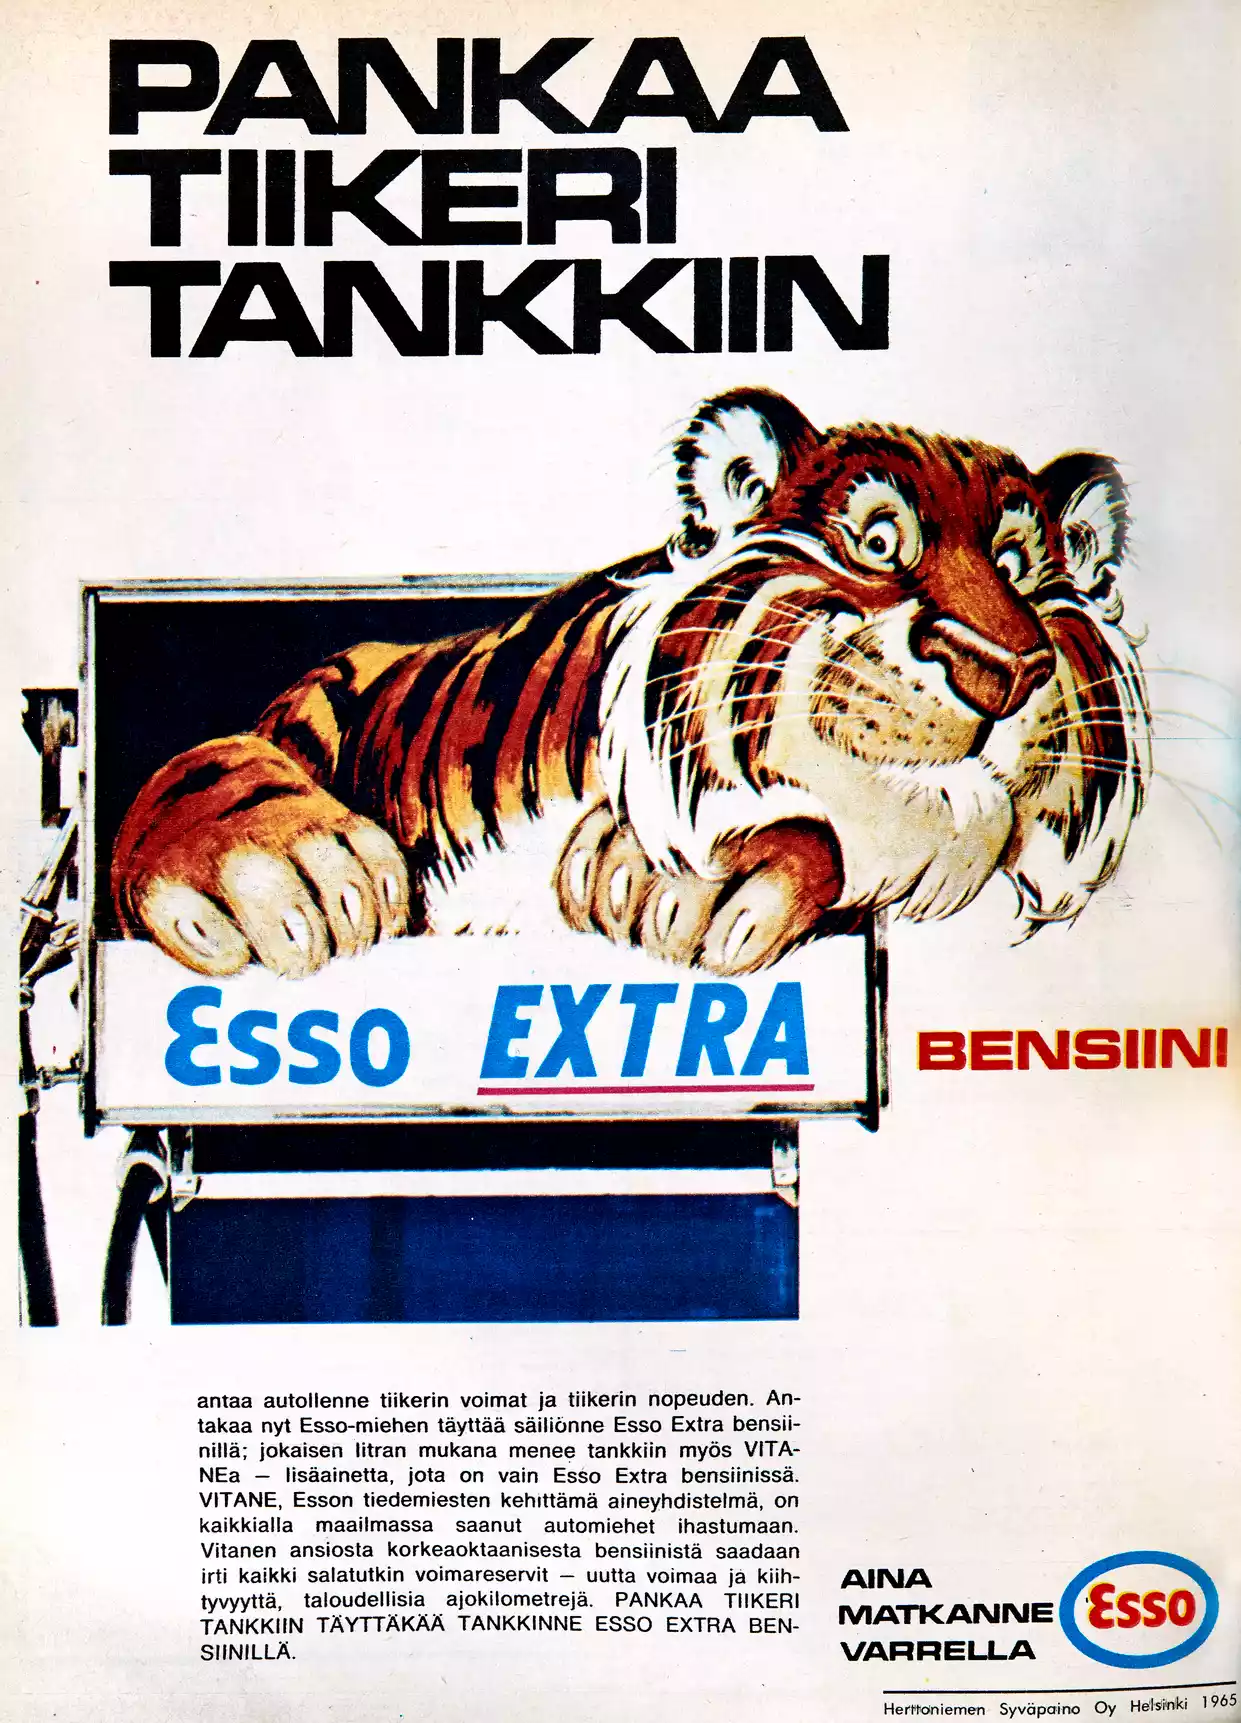 PANKAA
TIIKERI
TANKKIIN
Esso EXTRA
BENSIINI
antaa autollenne tiikerin voimat ja tiikerin nopeuden. An-
takaa nyt Esso-miehen täyttää säiliönne Esso Extra bensii-
nillä; jokaisen litran mukana menee tankkiin myös VITA-
NEa — lisäainetta, jota on vain Esso Extra bensiinissä.
VITANE, Esson tiedemiesten kehittämä aineyhdistelmä, on
kaikkialla maailmassa saanut automiehet ihastumaan.
Vitanen ansiosta korkeaoktaanisesta bensiinistä saadaan
irti kaikki salatutkin voimareservit — uutta voimaa ja kiih-
tyvyyttä, taloudellisia ajokilometrejä. PANKAA TIIKERI
TANKKIIN TÄYTTÄKÄÄ TANKKINNE ESSO EXTRA BEN-
SIINILLÄ.
AINA
MATKANNE
VARRELLA
Esso
Herttoniemen Syväpaino Oy Helsinki 1965